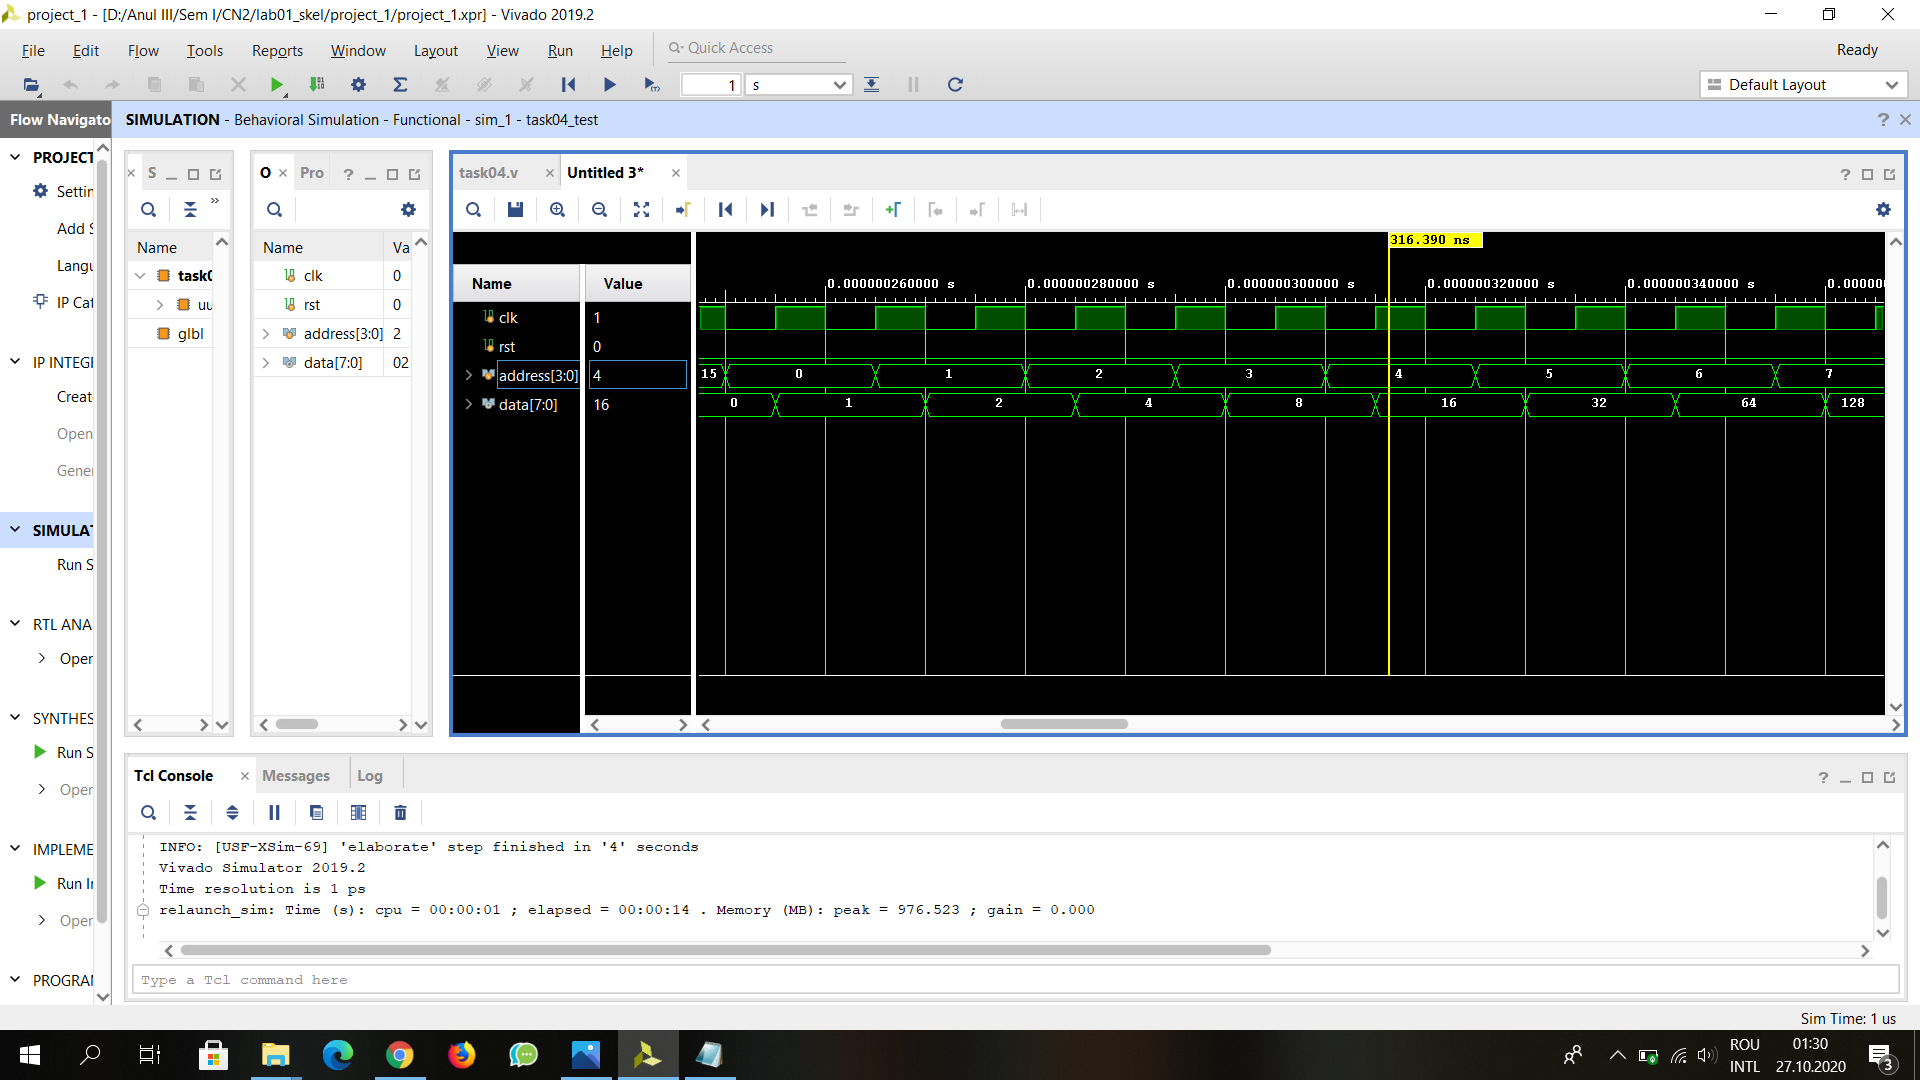 project_1 - [D:/Anul III/Sem I/CN2/lab01_skel/project_1/project_1.xpr] - Vivado 2019.2
File Edit Flow Tools Reports Window Layout View Run Help Quick Access Ready
1 s Default Layout
Flow Navigato
SIMULATION - Behavioral Simulation - Functional - sim_1 - task04_test
PROJECT
Settin
Add S
Langu
IP Cat
IP INTEG
Create
Open
Gener
SIMULAT
Run S
RTL ANA
Oper
SYNTHES
Run S
Oper
IMPLEME
Run Ir
Oper
PROGRAM
S
Name
task0
uu
glbl
O Pro
Name Va
clk 0
rst 0
address[3:0] 2
data[7:0] 02
task04.v Untitled 3*
316.390 ns
0.000000260000 s 0.000000280000 s 0.000000300000 s 0.000000320000 s 0.000000340000 s 0.00000
Name Value
clk 1
rst 0
address[3:0] 4 15 0 1 2 3 4 5 6 7
data[7:0] 16 0 1 2 4 8 16 32 64 128
Tcl Console Messages Log
INFO: [USF-XSim-69] 'elaborate' step finished in '4' seconds
Vivado Simulator 2019.2
Time resolution is 1 ps
relaunch_sim: Time (s): cpu = 00:00:01 ; elapsed = 00:00:14 . Memory (MB): peak = 976.523 ; gain = 0.000
Type a Tcl command here
Sim Time: 1 us
ROU
INTL
01:30
27.10.2020
3